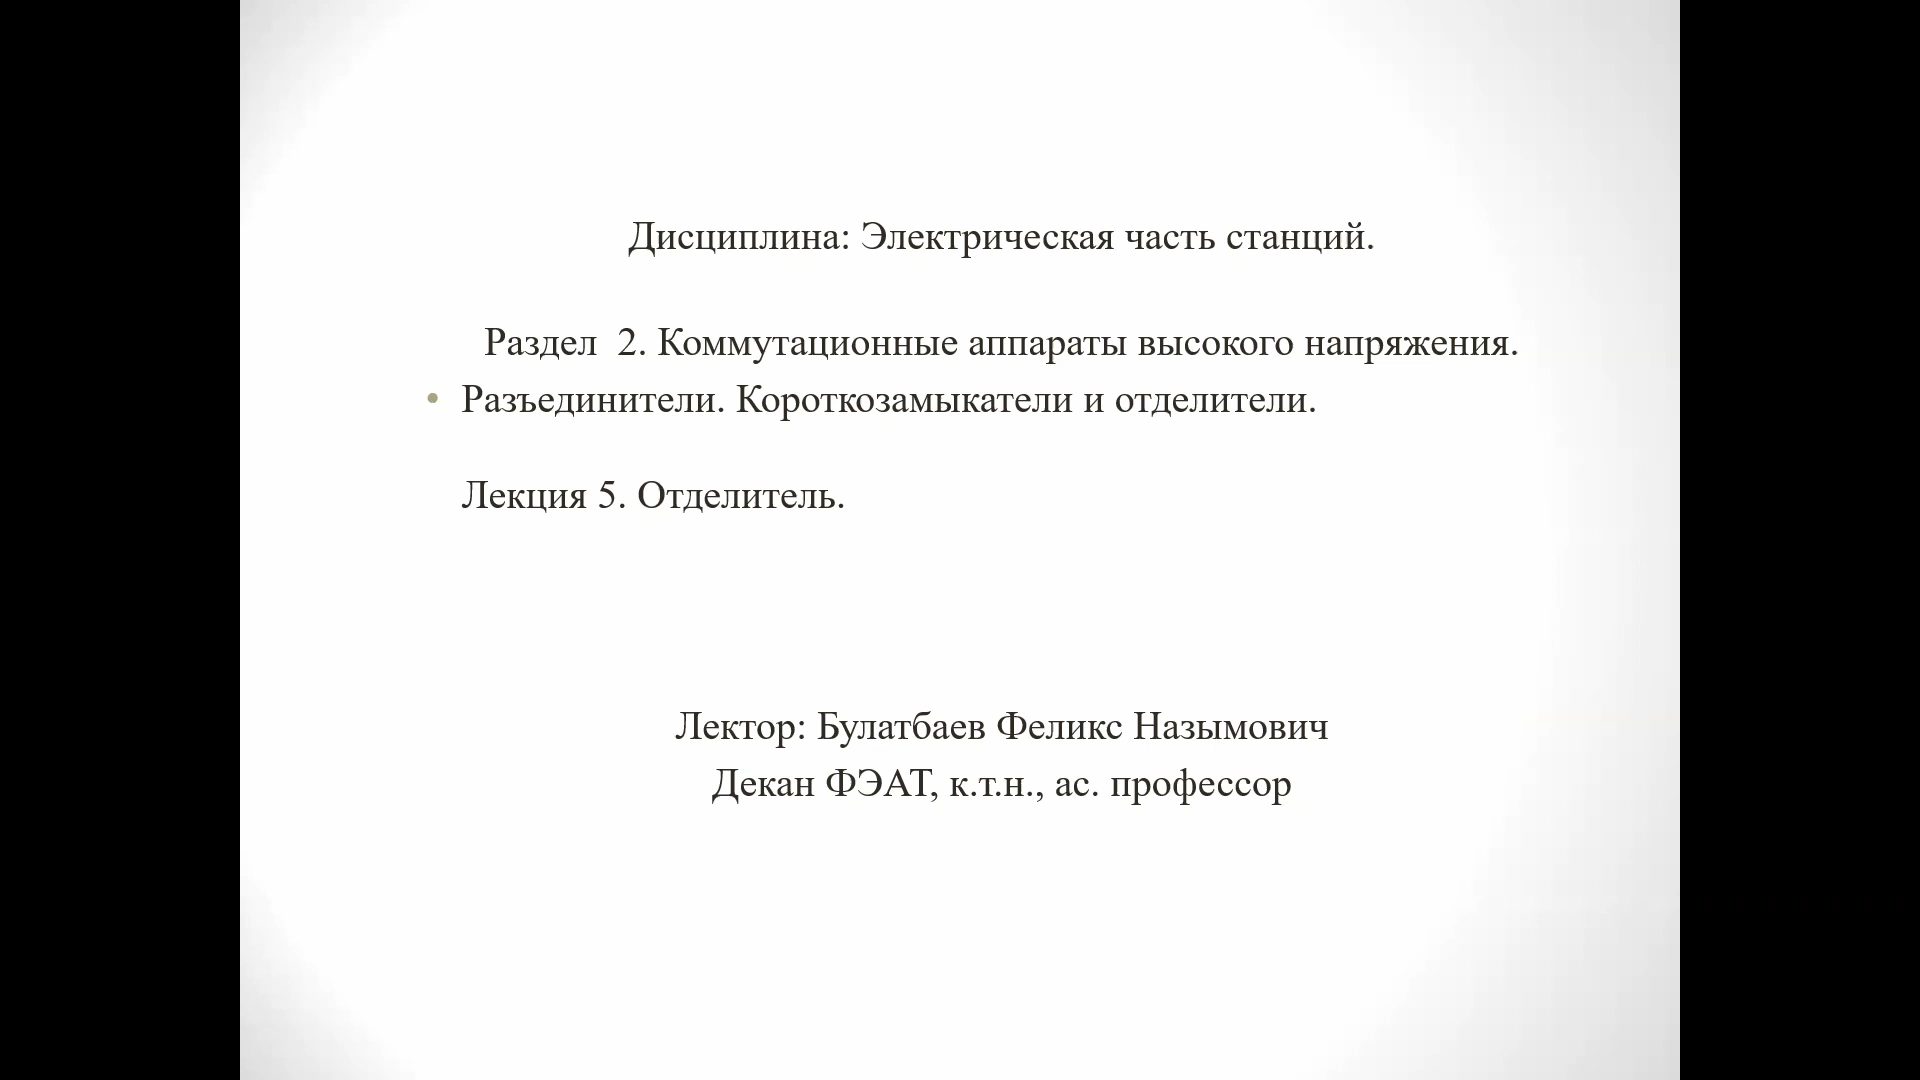 Дисциплина: Электрическая часть станций.
Раздел  2. Коммутационные аппараты высокого напряжения.
• Разъединители. Короткозамыкатели и отделители.
Лекция 5. Отделитель.
Лектор: Булатбаев Феликс Назымович
Декан ФЭАТ, к.т.н., ас. профессор